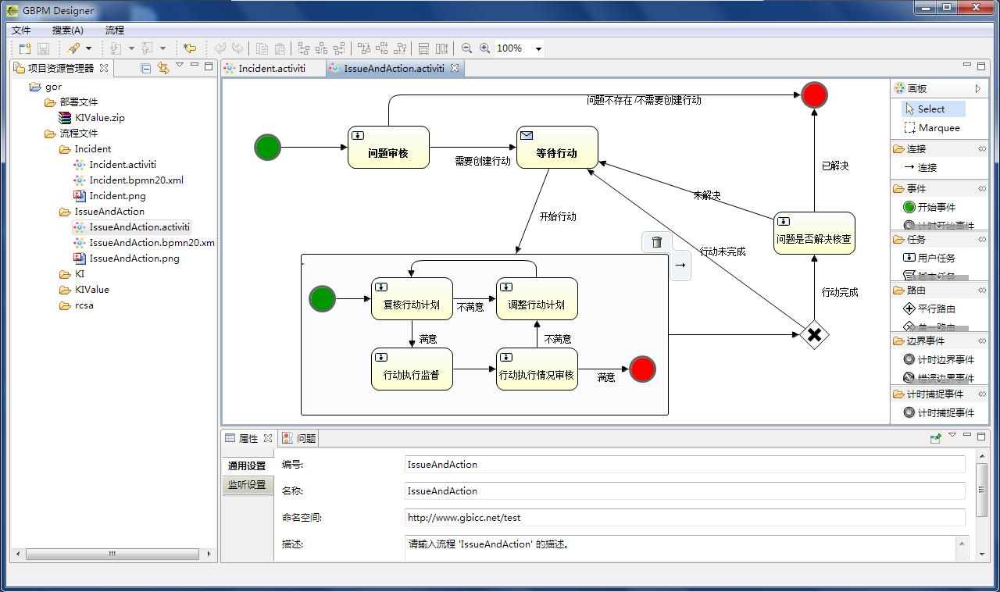 GBPM Designer
文件 搜索(A) 流程
100%
项目资源管理器
gor
部署文件
KIValue.zip
流程文件
Incident
Incident.activiti
Incident.bpmn20.xml
Incident.png
IssueAndAction
IssueAndAction.activiti
IssueAndAction.bpmn20.xm
IssueAndAction.png
KI
KIValue
rcsa
Incident.activiti IssueAndAction.activiti
问题不存在 /不需要创建行动
问题审核
需要创建行动
等待行动
已解决
未解决
开始行动
问题是否解决核查
行动未完成
行动完成
复核行动计划
不满意
调整行动计划
满意
不满意
行动执行监督
行动执行情况审核
满意
画板
Select
Marquee
连接
连接
事件
开始事件
计时开始事件
任务
用户任务
脚本任务
路由
平行路由
单一路由
边界事件
计时边界事件
错误边界事件
计时捕捉事件
计时捕捉事件
属性 问题
通用设置
监听设置
编号: IssueAndAction
名称: IssueAndAction
命名空间: http://www.gbicc.net/test
描述: 请输入流程 'IssueAndAction' 的描述。